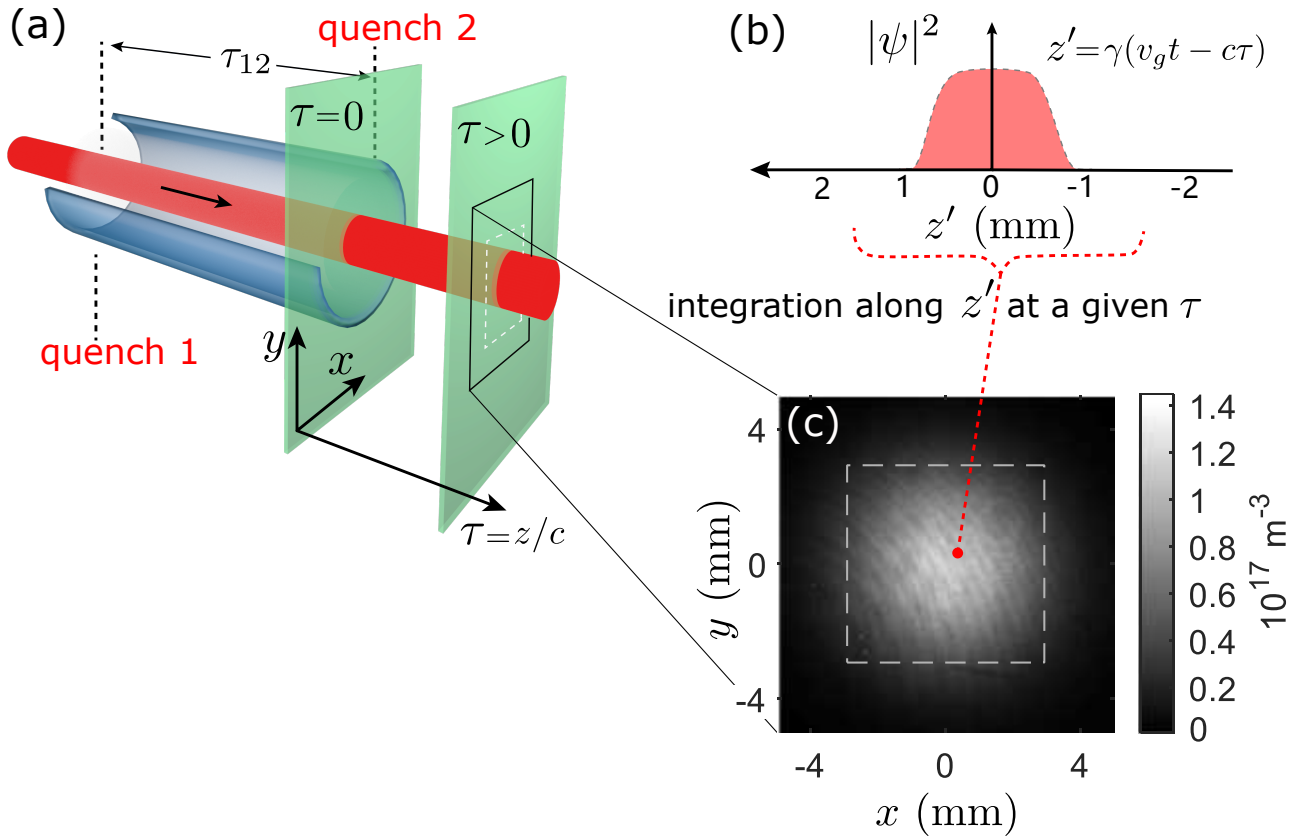 (a)
quench 2
τ₁₂
τ=0
τ>0
y
x
quench 1
τ=z/c
(b)
|ψ|²
z′=γ(v_g t − cτ)
2 1 0 -1 -2
z′ (mm)
integration along z′ at a given τ
(c)
4
0
-4
y (mm)
-4 0 4
x (mm)
1.4
1.2
1
0.8
0.6
0.4
0.2
0
10¹⁷ m⁻³